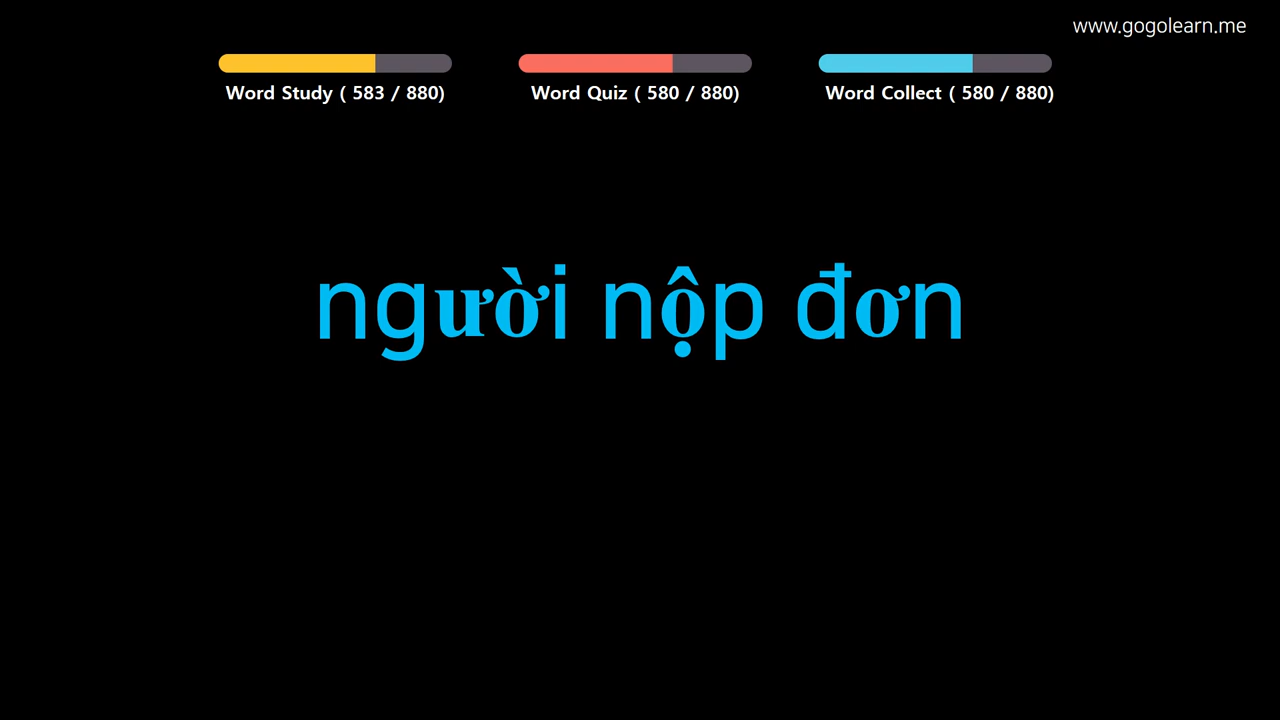 www.gogolearn.me
Word Study ( 583 / 880)
Word Quiz ( 580 / 880)
Word Collect ( 580 / 880)
người nộp đơn